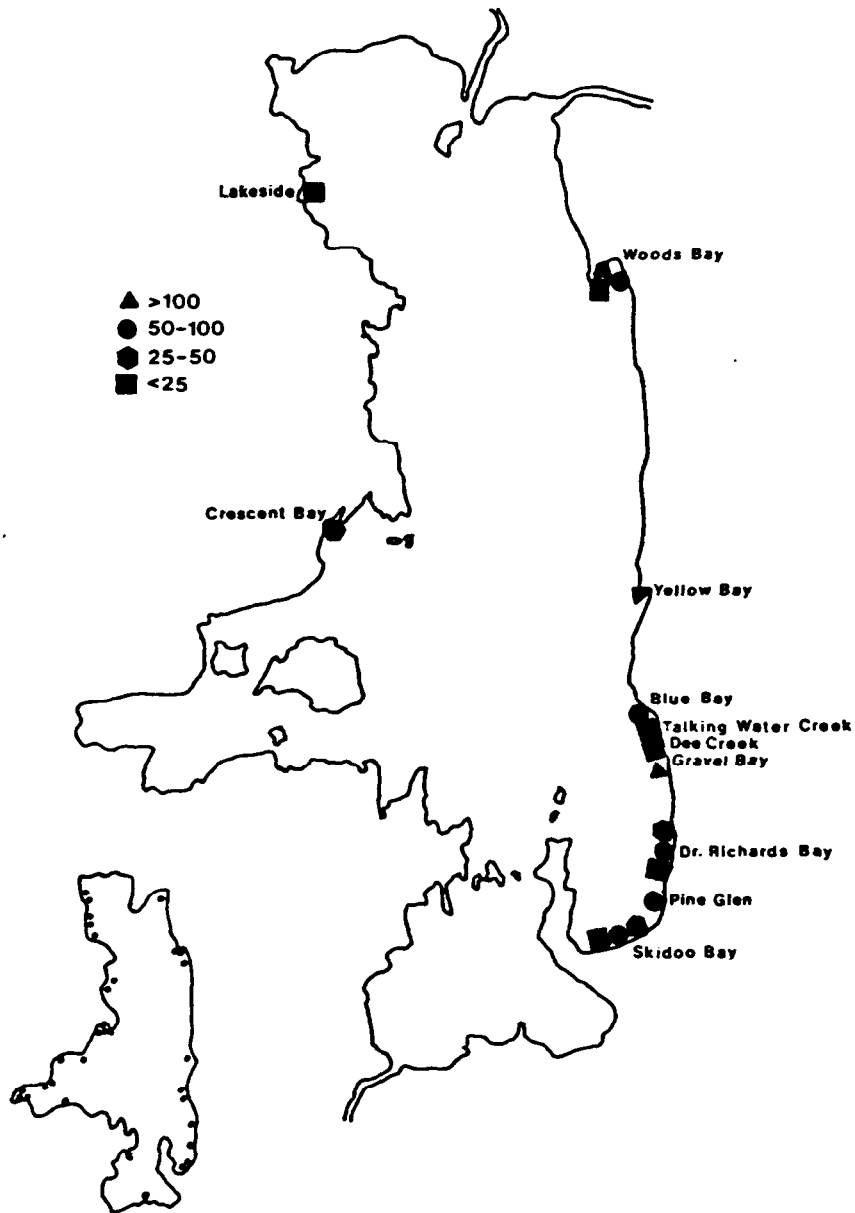 Lakeside
Woods Bay
>100
50-100
25-50
<25
Crescent Bay
Yellow Bay
Blue Bay
Talking Water Creek
Dee Creek
Gravel Bay
Dr. Richards Bay
Pine Glen
Skidoo Bay